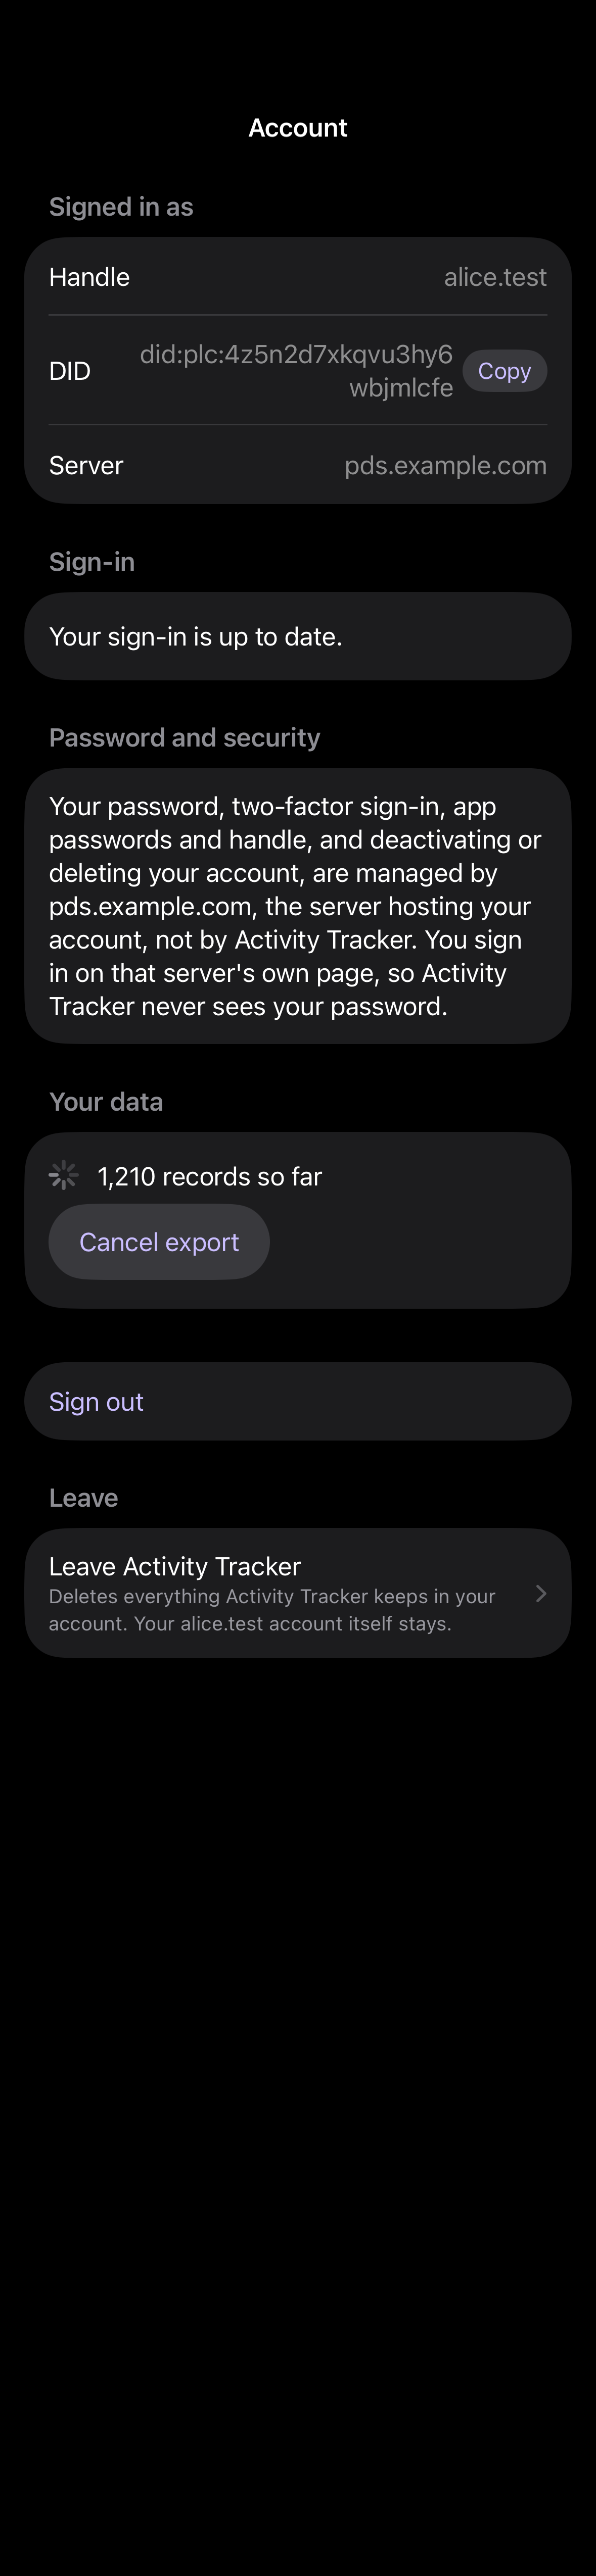 Account
Signed in as
Handle
alice.test
DID
did:plc:4z5n2d7xkqvu3hy6
wbjmlcfe
Copy
Server
pds.example.com
Sign-in
Your sign-in is up to date.
Password and security
Your password, two-factor sign-in, app
passwords and handle, and deactivating or
deleting your account, are managed by
pds.example.com, the server hosting your
account, not by Activity Tracker. You sign
in on that server's own page, so Activity
Tracker never sees your password.
Your data
1,210 records so far
Cancel export
Sign out
Leave
Leave Activity Tracker
Deletes everything Activity Tracker keeps in your
account. Your alice.test account itself stays.